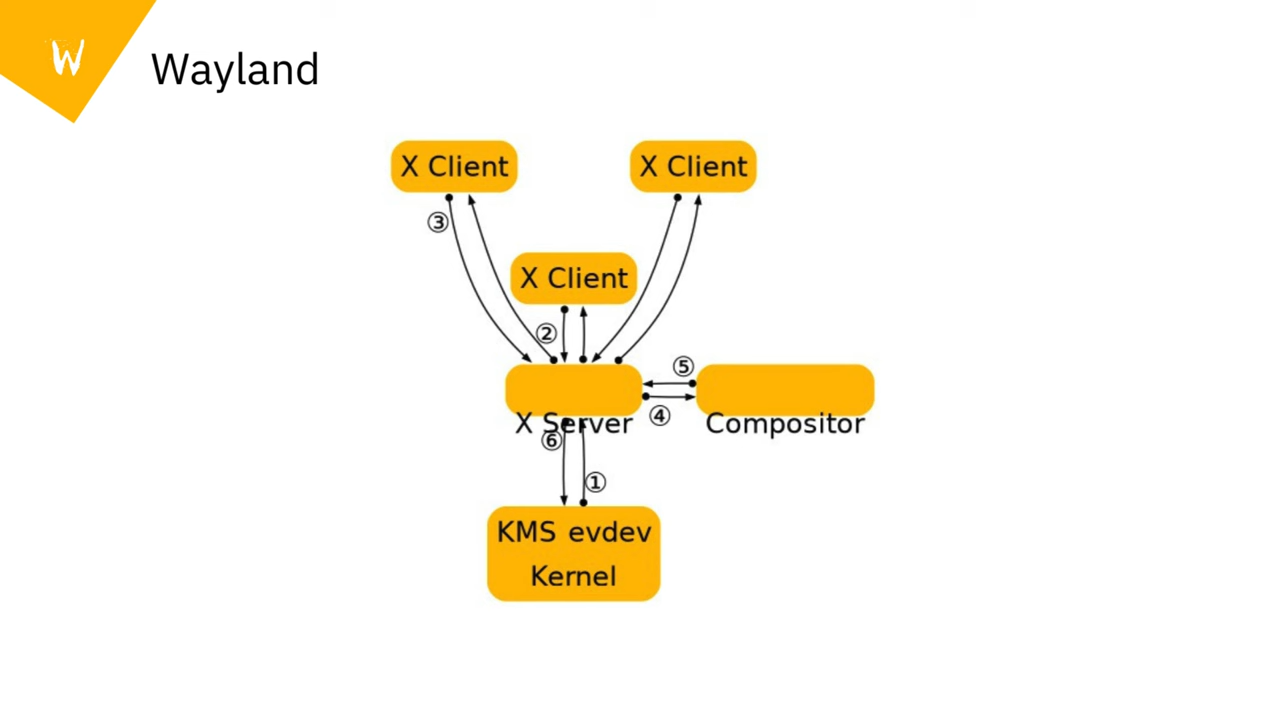 W
Wayland
X Client
X Client
③
X Client
②
⑤
④
X Server
Compositor
⑥
①
KMS evdev
Kernel